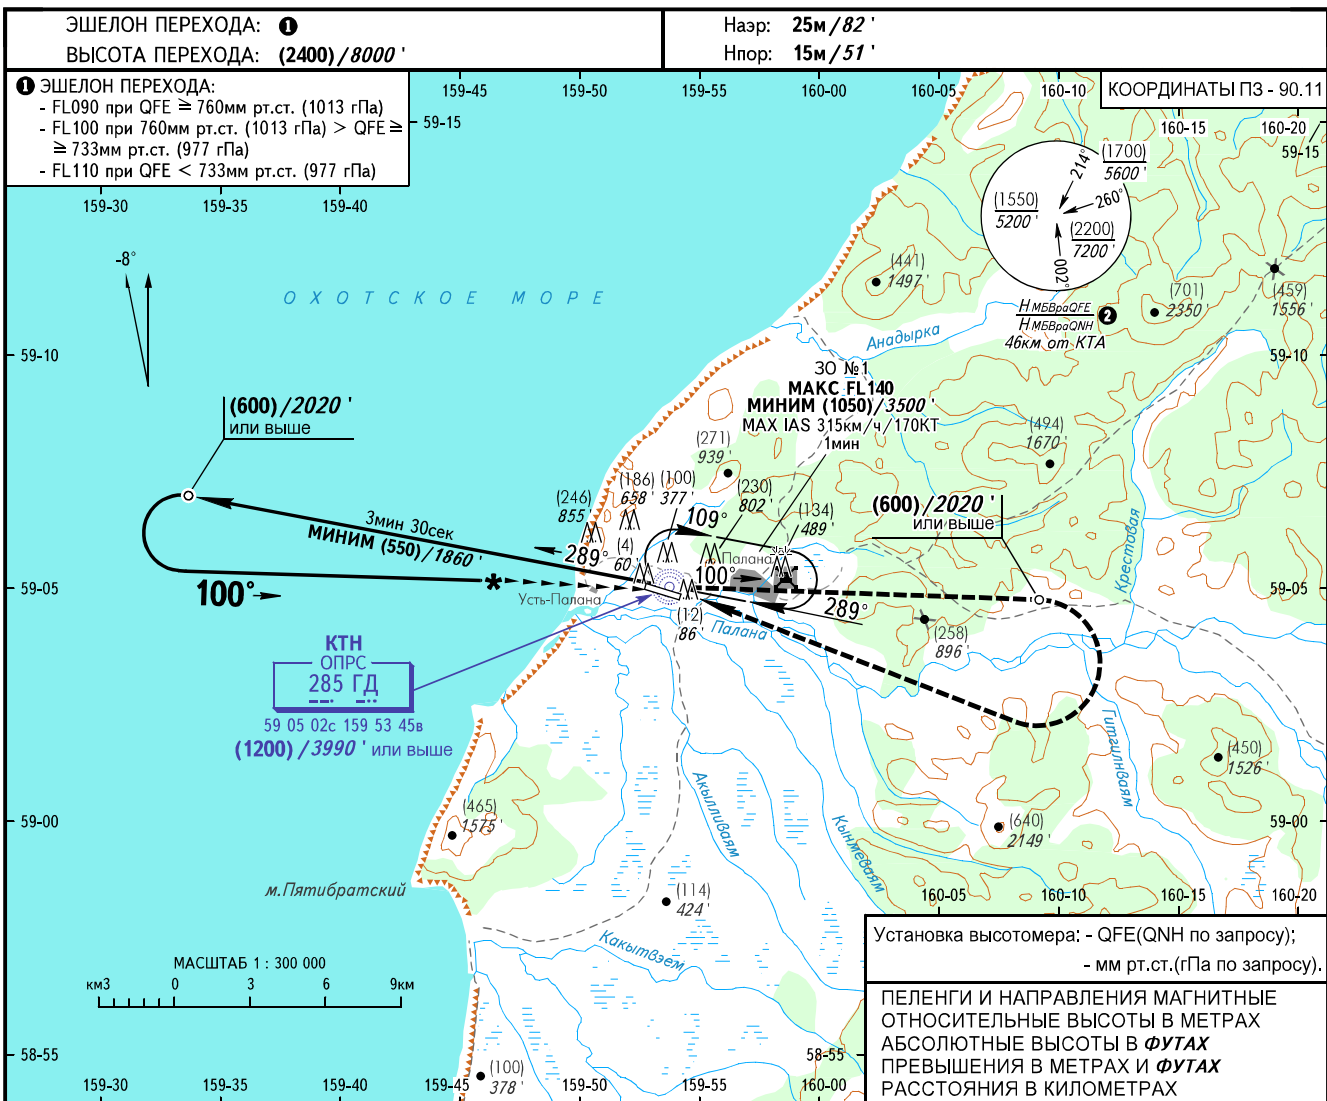 ЭШЕЛОН ПЕРЕХОДА: ❶
ВЫСОТА ПЕРЕХОДА: (2400)/8000 '
Наэр: 25м/82 '
Нпор: 15м/51 '
❶ ЭШЕЛОН ПЕРЕХОДА:
- FL090 при QFE ≧ 760мм рт.ст. (1013 гПа)
- FL100 при 760мм рт.ст. (1013 гПа) > QFE ≧
≧ 733мм рт.ст. (977 гПа)
- FL110 при QFE < 733мм рт.ст. (977 гПа)
159-45
159-50
159-55
160-00
160-05
160-10
КООРДИНАТЫ ПЗ - 90.11
59-15
160-15
160-20
59-15
159-30
159-35
159-40
214°
(1700)
5600 '
260°
(1550)
5200 '
(2200)
7200 '
002°
-8°
ОХОТСКОЕ МОРЕ
(441)
1497 '
(701)
2350 '
(459)
1556 '
НМБВраQFE
НМБВраQNH
❷
46км от КТА
Анадырка
59-10
59-10
ЗО №1
МАКС FL140
МИНИМ (1050)/3500 '
MAX IAS 315км/ч/170КТ
1мин
(600)/2020 '
или выше
(271)
939 '
(494)
1670 '
(246)
855 '
(186)
658 '
(100)
377 '
(230)
802 '
(134)
489 '
(600)/2020 '
или выше
3мин 30сек
МИНИМ (550)/1860 '
109°
289°
(4)
60 '
Палана
Крестовая
100°
100°
59-05
59-05
Усть-Палана
289°
(12)
86 '
Палана
(258)
896 '
КТН
ОПРС
285 ГД
59 05 02с 159 53 45в
(1200)/3990 ' или выше
Гитгилнваям
(450)
1526 '
Акылливаям
Кынмеваям
(465)
1575 '
(640)
2149 '
59-00
59-00
м.Пятибратский
(114)
424 '
160-05
160-10
160-15
160-20
Какытвэем
Установка высотомера: - QFE(QNH по запросу);
- мм рт.ст.(гПа по запросу).
МАСШТАБ 1 : 300 000
км3 0 3 6 9км
ПЕЛЕНГИ И НАПРАВЛЕНИЯ МАГНИТНЫЕ
ОТНОСИТЕЛЬНЫЕ ВЫСОТЫ В МЕТРАХ
АБСОЛЮТНЫЕ ВЫСОТЫ В ФУТАХ
ПРЕВЫШЕНИЯ В МЕТРАХ И ФУТАХ
РАССТОЯНИЯ В КИЛОМЕТРАХ
58-55
58-55
(100)
378 '
159-30
159-35
159-40
159-45
159-50
159-55
160-00